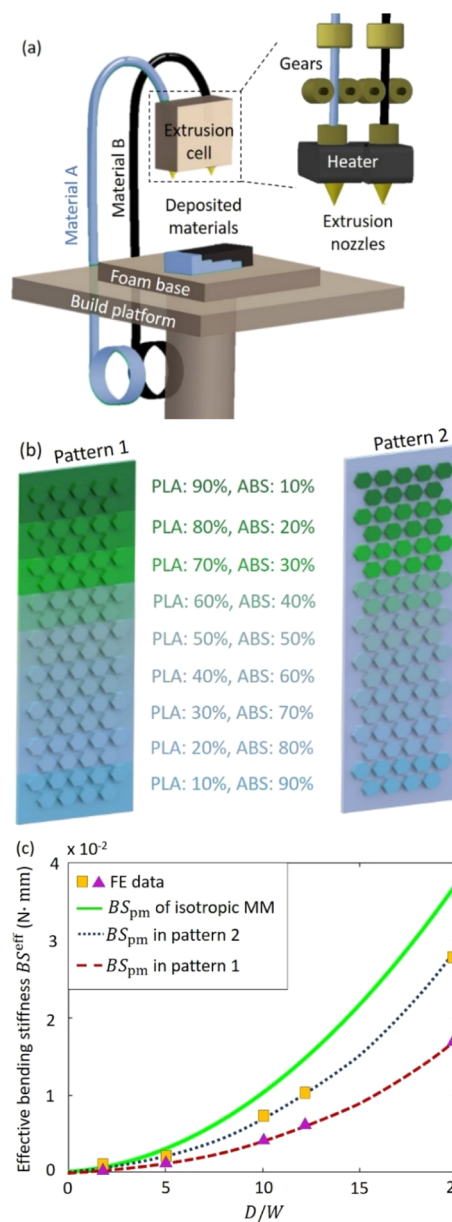 (a)
Gears
Extrusion
cell
Heater
Material A
Material B
Deposited
materials
Extrusion
nozzles
Foam base
Build platform
(b)
Pattern 1
Pattern 2
PLA: 90%, ABS: 10%
PLA: 80%, ABS: 20%
PLA: 70%, ABS: 30%
PLA: 60%, ABS: 40%
PLA: 50%, ABS: 50%
PLA: 40%, ABS: 60%
PLA: 30%, ABS: 70%
PLA: 20%, ABS: 80%
PLA: 10%, ABS: 90%
(c)
x 10-2
4
3
2
1
0
Effective bending stiffness BSeff (N· mm)
FE data
BSpm of isotropic MM
BSpm in pattern 2
BSpm in pattern 1
0 5 10 15 2
D/W